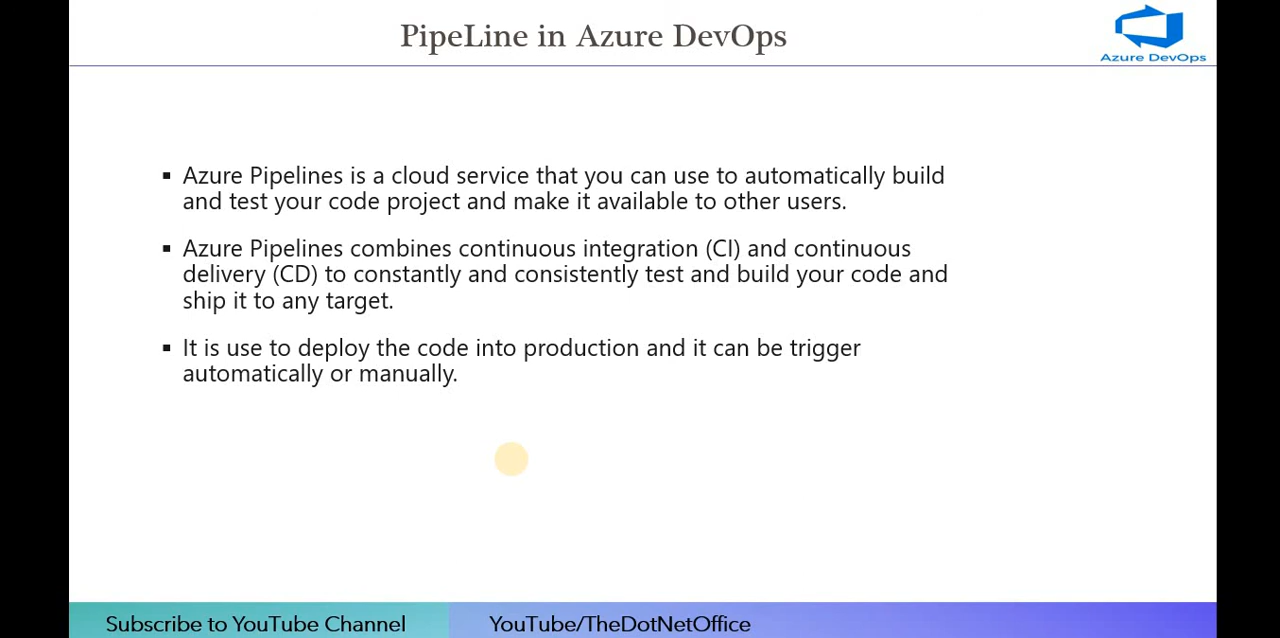 PipeLine in Azure DevOps
Azure DevOps
▪ Azure Pipelines is a cloud service that you can use to automatically build
and test your code project and make it available to other users.
▪ Azure Pipelines combines continuous integration (CI) and continuous
delivery (CD) to constantly and consistently test and build your code and
ship it to any target.
▪ It is use to deploy the code into production and it can be trigger
automatically or manually.
Subscribe to YouTube Channel YouTube/TheDotNetOffice